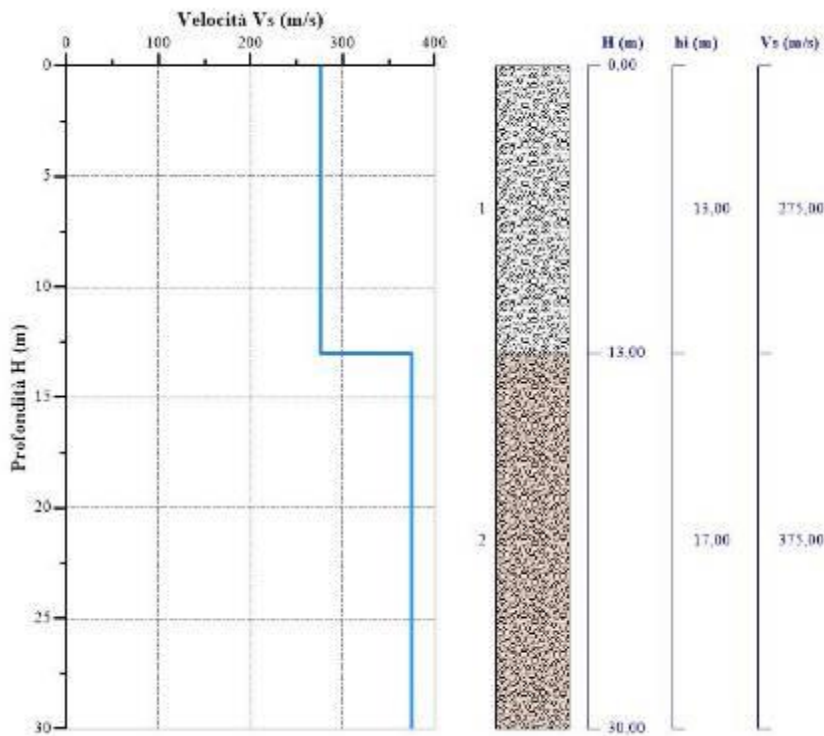 Velocità Vs (m/s)
0 100 200 300 400
H (m) hi (m) Vs (m/s)
0 0,00
5
1 13,00 275,00
10
13,00
15
Profondità H (m)
20
2 17,00 375,00
25
30 30,00